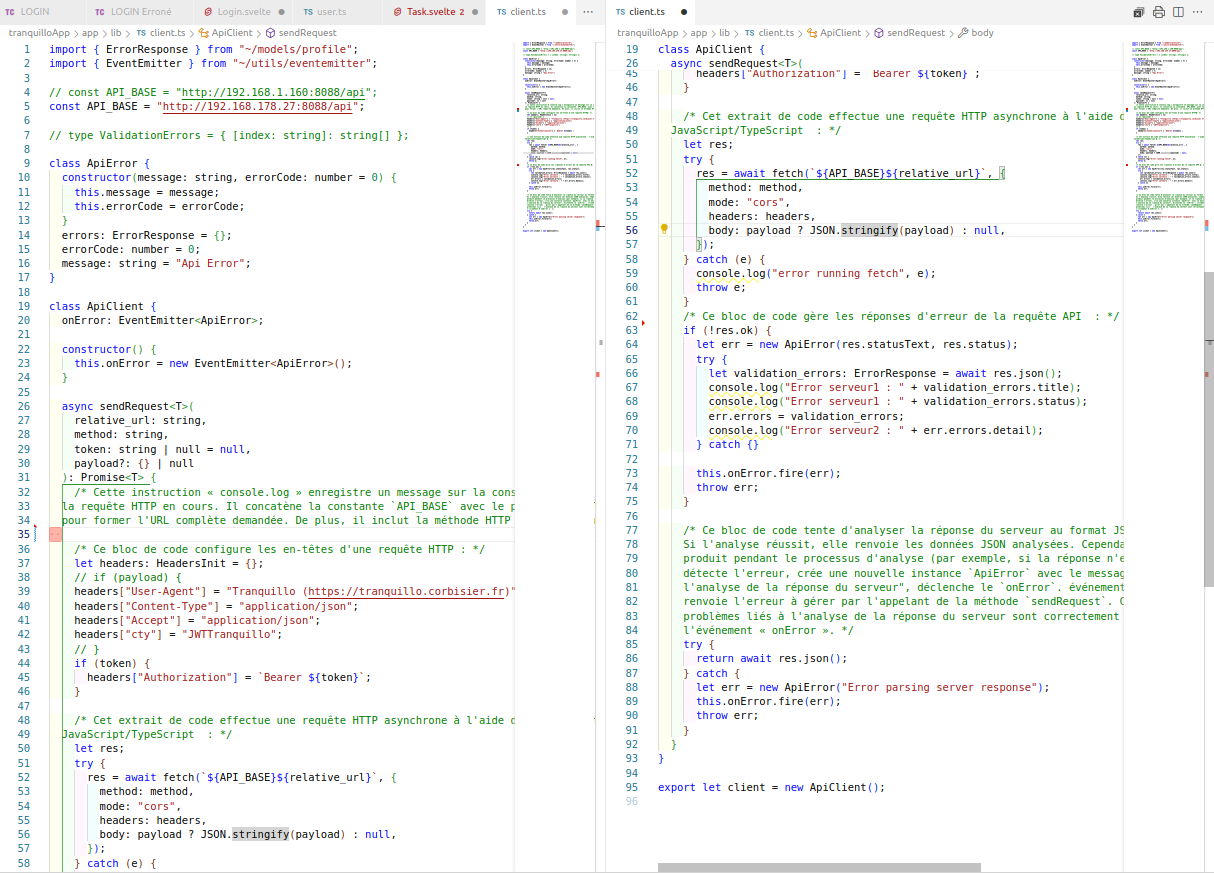 LOGIN
LOGIN Erroné
Login.svelte
user.ts
Task.svelte 2
client.ts
tranquilloApp > app > lib > TS client.ts > ApiClient > sendRequest
1 import { ErrorResponse } from "~/models/profile";
2 import { EventEmitter } from "~/utils/eventemitter";
3
4 // const API_BASE = "http://192.168.1.160:8088/api";
5 const API_BASE = "http://192.168.178.27:8088/api";
6
7 // type ValidationErrors = { [index: string]: string[] };
8
9 class ApiError {
10 constructor(message: string, errorCode: number = 0) {
11 this.message = message;
12 this.errorCode = errorCode;
13 }
14 errors: ErrorResponse = {};
15 errorCode: number = 0;
16 message: string = "Api Error";
17 }
18
19 class ApiClient {
20 onError: EventEmitter<ApiError>;
21
22 constructor() {
23 this.onError = new EventEmitter<ApiError>();
24 }
25
26 async sendRequest<T>(
27 relative_url: string,
28 method: string,
29 token: string | null = null,
30 payload?: {} | null
31 ): Promise<T> {
32 /* Cette instruction « console.log » enregistre un message sur la cons
33 la requête HTTP en cours. Il concatène la constante `API_BASE` avec le p
34 pour former l'URL complète demandée. De plus, il inclut la méthode HTTP
35
36 /* Ce bloc de code configure les en-têtes d'une requête HTTP : */
37 let headers: HeadersInit = {};
38 // if (payload) {
39 headers["User-Agent"] = "Tranquillo (https://tranquillo.corbisier.fr)"
40 headers["Content-Type"] = "application/json";
41 headers["Accept"] = "application/json";
42 headers["cty"] = "JWTTranquillo";
43 // }
44 if (token) {
45 headers["Authorization"] = `Bearer ${token}`;
46 }
47
48 /* Cet extrait de code effectue une requête HTTP asynchrone à l'aide d
49 JavaScript/TypeScript : */
50 let res;
51 try {
52 res = await fetch(`${API_BASE}${relative_url}`, {
53 method: method,
54 mode: "cors",
55 headers: headers,
56 body: payload ? JSON.stringify(payload) : null,
57 });
58 } catch (e) {
TS client.ts
tranquilloApp > app > lib > TS client.ts > ApiClient > sendRequest > body
19 class ApiClient {
26 async sendRequest<T>(
45 headers["Authorization"] = `Bearer ${token}`;
46 }
47
48 /* Cet extrait de code effectue une requête HTTP asynchrone à l'aide d
49 JavaScript/TypeScript : */
50 let res;
51 try {
52 res = await fetch(`${API_BASE}${relative_url}`, {
53 method: method,
54 mode: "cors",
55 headers: headers,
56 body: payload ? JSON.stringify(payload) : null,
57 });
58 } catch (e) {
59 console.log("error running fetch", e);
60 throw e;
61 }
62 /* Ce bloc de code gère les réponses d'erreur de la requête API : */
63 if (!res.ok) {
64 let err = new ApiError(res.statusText, res.status);
65 try {
66 let validation_errors: ErrorResponse = await res.json();
67 console.log("Error serveur1 : " + validation_errors.title);
68 console.log("Error serveur1 : " + validation_errors.status);
69 err.errors = validation_errors;
70 console.log("Error serveur2 : " + err.errors.detail);
71 } catch {}
72
73 this.onError.fire(err);
74 throw err;
75 }
76
77 /* Ce bloc de code tente d'analyser la réponse du serveur au format JS
78 Si l'analyse réussit, elle renvoie les données JSON analysées. Cependa
79 produit pendant le processus d'analyse (par exemple, si la réponse n'e
80 détecte l'erreur, crée une nouvelle instance `ApiError` avec le messag
81 l'analyse de la réponse du serveur", déclenche le `onError`. événement
82 renvoie l'erreur à gérer par l'appelant de la méthode `sendRequest`. C
83 problèmes liés à l'analyse de la réponse du serveur sont correctement
84 l'événement « onError ». */
85 try {
86 return await res.json();
87 } catch {
88 let err = new ApiError("Error parsing server response");
89 this.onError.fire(err);
90 throw err;
91 }
92 }
93 }
94
95 export let client = new ApiClient();
96